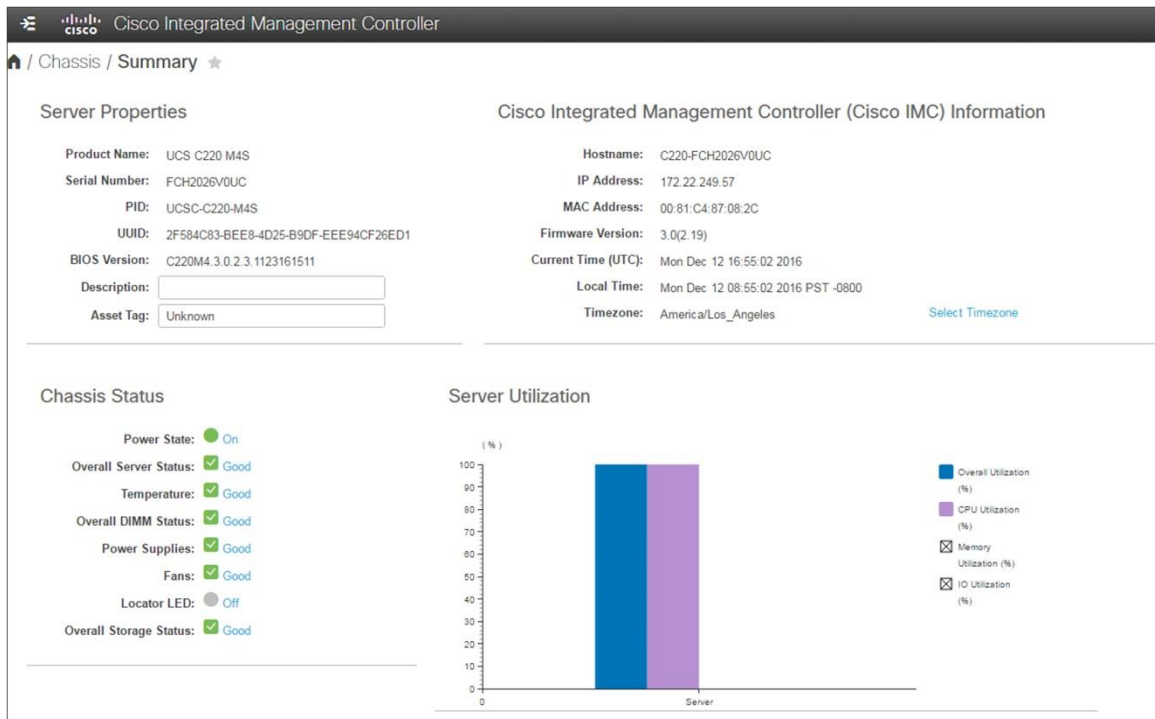 cisco Cisco Integrated Management Controller
/ Chassis / Summary
Server Properties
Product Name: UCS C220 M4S
Serial Number: FCH2026V0UC
PID: UCSC-C220-M4S
UUID: 2F584C83-BEE8-4D25-B9DF-EEE94CF26ED1
BIOS Version: C220M4.3.0.2.3.1123161511
Description:
Asset Tag: Unknown
Cisco Integrated Management Controller (Cisco IMC) Information
Hostname: C220-FCH2026V0UC
IP Address: 172.22.249.57
MAC Address: 00:81:C4:87:08:2C
Firmware Version: 3.0(2.19)
Current Time (UTC): Mon Dec 12 16:55:02 2016
Local Time: Mon Dec 12 08:55:02 2016 PST -0800
Timezone: America/Los_Angeles Select Timezone
Chassis Status
Power State: On
Overall Server Status: Good
Temperature: Good
Overall DIMM Status: Good
Power Supplies: Good
Fans: Good
Locator LED: Off
Overall Storage Status: Good
Server Utilization
( % )
100
90
80
70
60
50
40
30
20
10
0
0 Server
Overall Utilization
(%)
CPU Utilization
(%)
Memory
Utilization (%)
IO Utilization
(%)